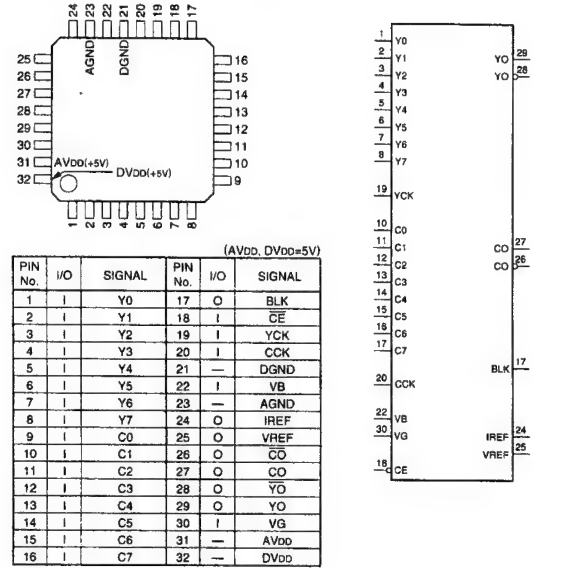 24 23 22 21 20 19 18 17
AGND
DGND
25 16
26 15
27 14
28 13
29 12
30 11
31 AVDD(+5V) 10
32 DVDD(+5V) 9
1 2 3 4 5 6 7 8
(AVDD, DVDD=5V)
PIN No. I/O SIGNAL PIN No. I/O SIGNAL
1 I Y0 17 O BLK
2 I Y1 18 I C̅E̅
3 I Y2 19 I YCK
4 I Y3 20 I CCK
5 I Y4 21 — DGND
6 I Y5 22 I VB
7 I Y6 23 — AGND
8 I Y7 24 O IREF
9 I C0 25 O VREF
10 I C1 26 O C̅O̅
11 I C2 27 O CO
12 I C3 28 O Y̅O̅
13 I C4 29 O YO
14 I C5 30 I VG
15 I C6 31 — AVDD
16 I C7 32 — DVDD
1 Y0
2 Y1 YO 29
3 Y2 YO 28
4 Y3
5 Y4
6 Y5
7 Y6
8 Y7
19 YCK
10 C0
11 C1 CO 27
12 C2 CO 26
13 C3
14 C4
15 C5
16 C6
17 C7
BLK 17
20 CCK
22 VB
30 VG IREF 24
VREF 25
18 CE